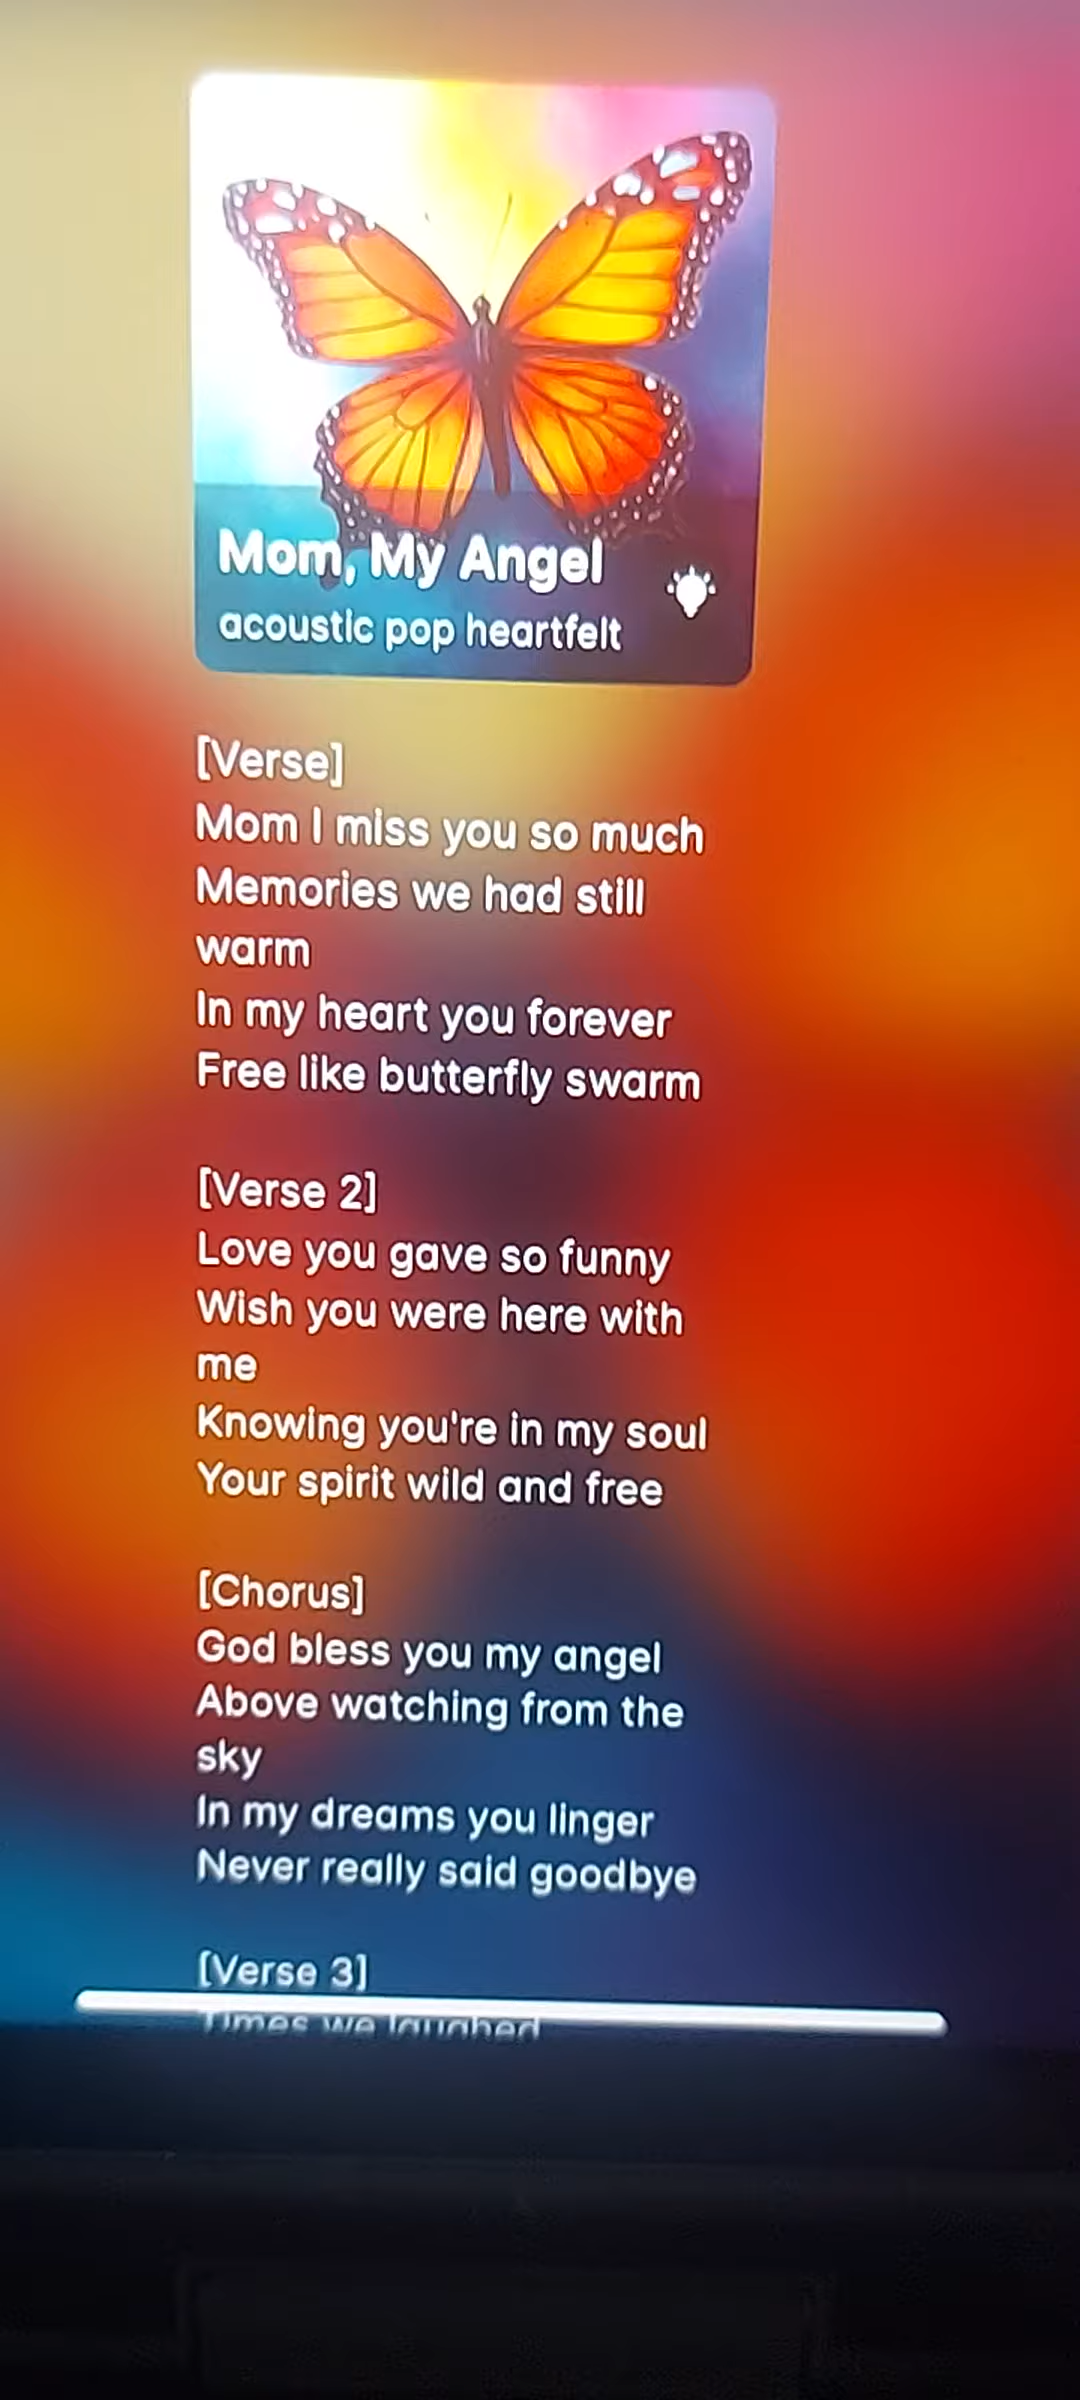 Mom, My Angel
acoustic pop heartfelt
[Verse]
Mom I miss you so much
Memories we had still
warm
In my heart you forever
Free like butterfly swarm
[Verse 2]
Love you gave so funny
Wish you were here with
me
Knowing you're in my soul
Your spirit wild and free
[Chorus]
God bless you my angel
Above watching from the
sky
In my dreams you linger
Never really said goodbye
[Verse 3]
Times we laughed